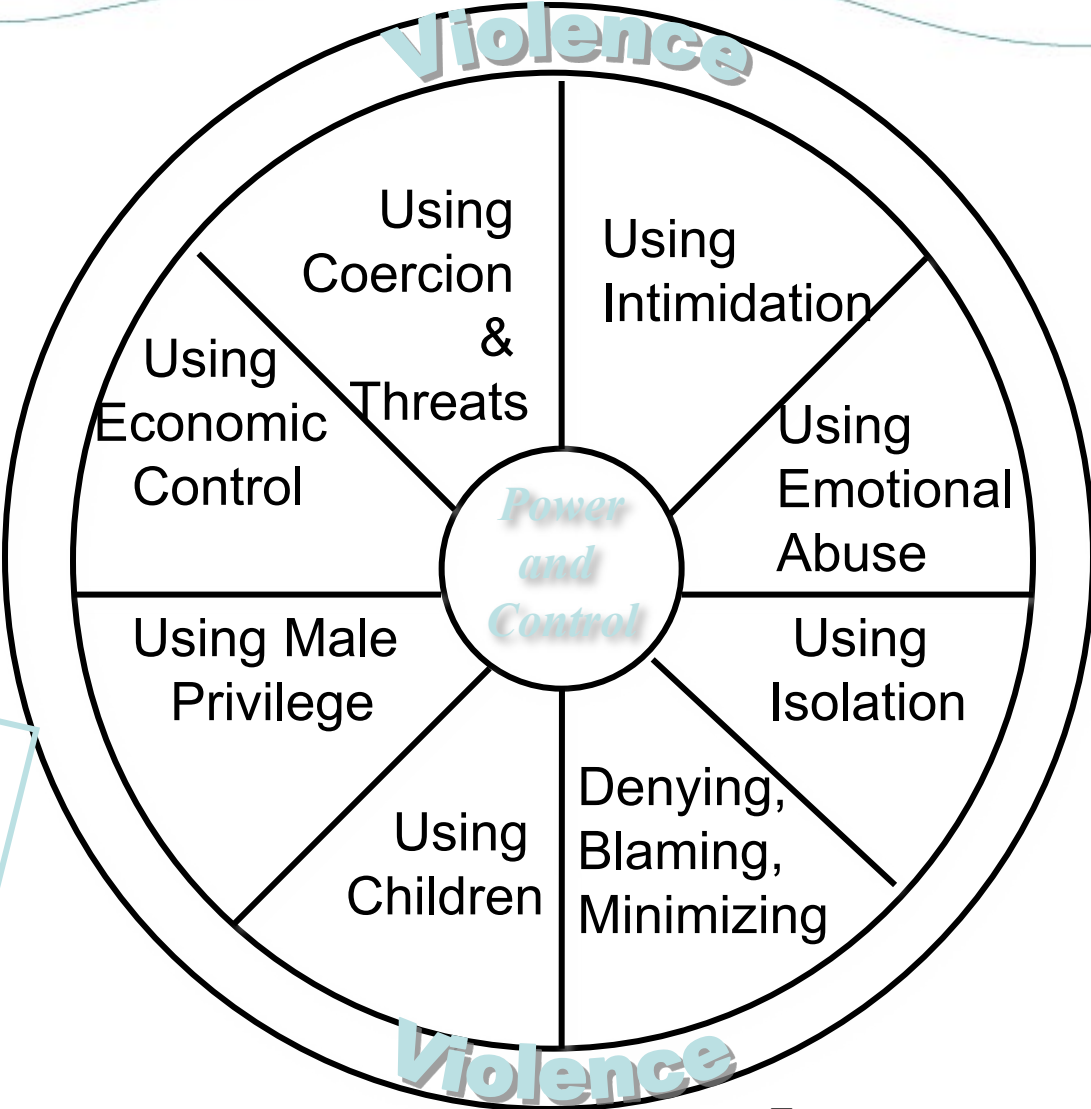 Violence
Using
Coercion
&
Threats
Using
Intimidation
Using
Economic
Control
Using
Emotional
Abuse
Power
and
Control
Using Male
Privilege
Using
Isolation
Using
Children
Denying,
Blaming,
Minimizing
Violence